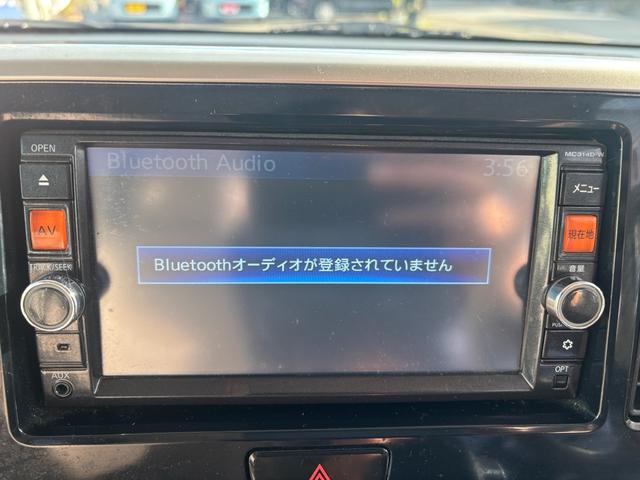 OPEN
MC314D-W
Bluetooth Audio
3:56
メニュー
AV
現在地
TRACK/SEEK
音量
Bluetoothオーディオが登録されていません
PUSH
AUX
OPT